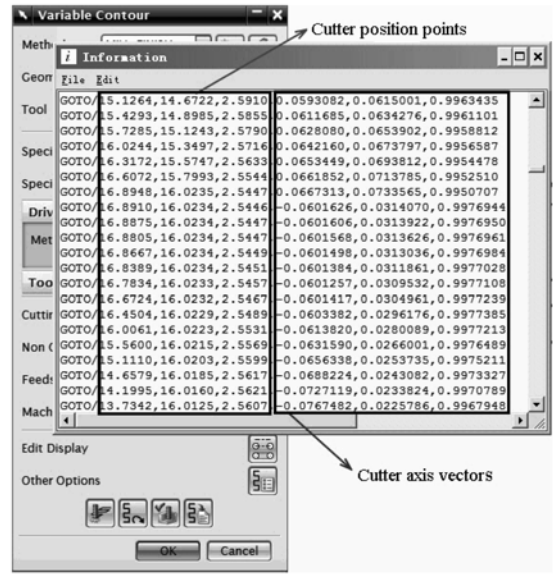 Variable Contour
Cutter position points
Meth
Information
Geom
File Edit
Tool
GOTO/15.1264,14.6722,2.5910,0.0593082,0.0615001,0.9963435
GOTO/15.4293,14.8985,2.5855,0.0611685,0.0634276,0.9961101
GOTO/15.7285,15.1243,2.5790,0.0628080,0.0653902,0.9958812
GOTO/16.0244,15.3497,2.5716,0.0642160,0.0673797,0.9956587
Speci
GOTO/16.3172,15.5747,2.5633,0.0653449,0.0693812,0.9954478
GOTO/16.6072,15.7993,2.5544,0.0661852,0.0713785,0.9952510
Speci
GOTO/16.8948,16.0235,2.5447,0.0667313,0.0733565,0.9950707
GOTO/16.8910,16.0234,2.5446,-0.0601626,0.0314070,0.9976944
Driv
GOTO/16.8875,16.0234,2.5447,-0.0601606,0.0313922,0.9976950
GOTO/16.8805,16.0234,2.5447,-0.0601568,0.0313626,0.9976961
Met
GOTO/16.8667,16.0234,2.5449,-0.0601498,0.0313036,0.9976984
GOTO/16.8389,16.0234,2.5451,-0.0601384,0.0311861,0.9977028
Too
GOTO/16.7834,16.0233,2.5457,-0.0601257,0.0309532,0.9977108
GOTO/16.6724,16.0232,2.5467,-0.0601417,0.0304961,0.9977239
Cuttin
GOTO/16.4504,16.0229,2.5489,-0.0603382,0.0296176,0.9977385
GOTO/16.0061,16.0223,2.5531,-0.0613820,0.0280089,0.9977213
Non C
GOTO/15.5600,16.0215,2.5569,-0.0631590,0.0266001,0.9976489
GOTO/15.1110,16.0203,2.5599,-0.0656338,0.0253735,0.9975211
Feeds
GOTO/14.6579,16.0185,2.5617,-0.0688224,0.0243082,0.9973327
GOTO/14.1995,16.0160,2.5621,-0.0727119,0.0233824,0.9970789
Mach
GOTO/13.7342,16.0125,2.5607,-0.0767482,0.0225786,0.9967948
Edit Display
Other Options
Cutter axis vectors
OK Cancel